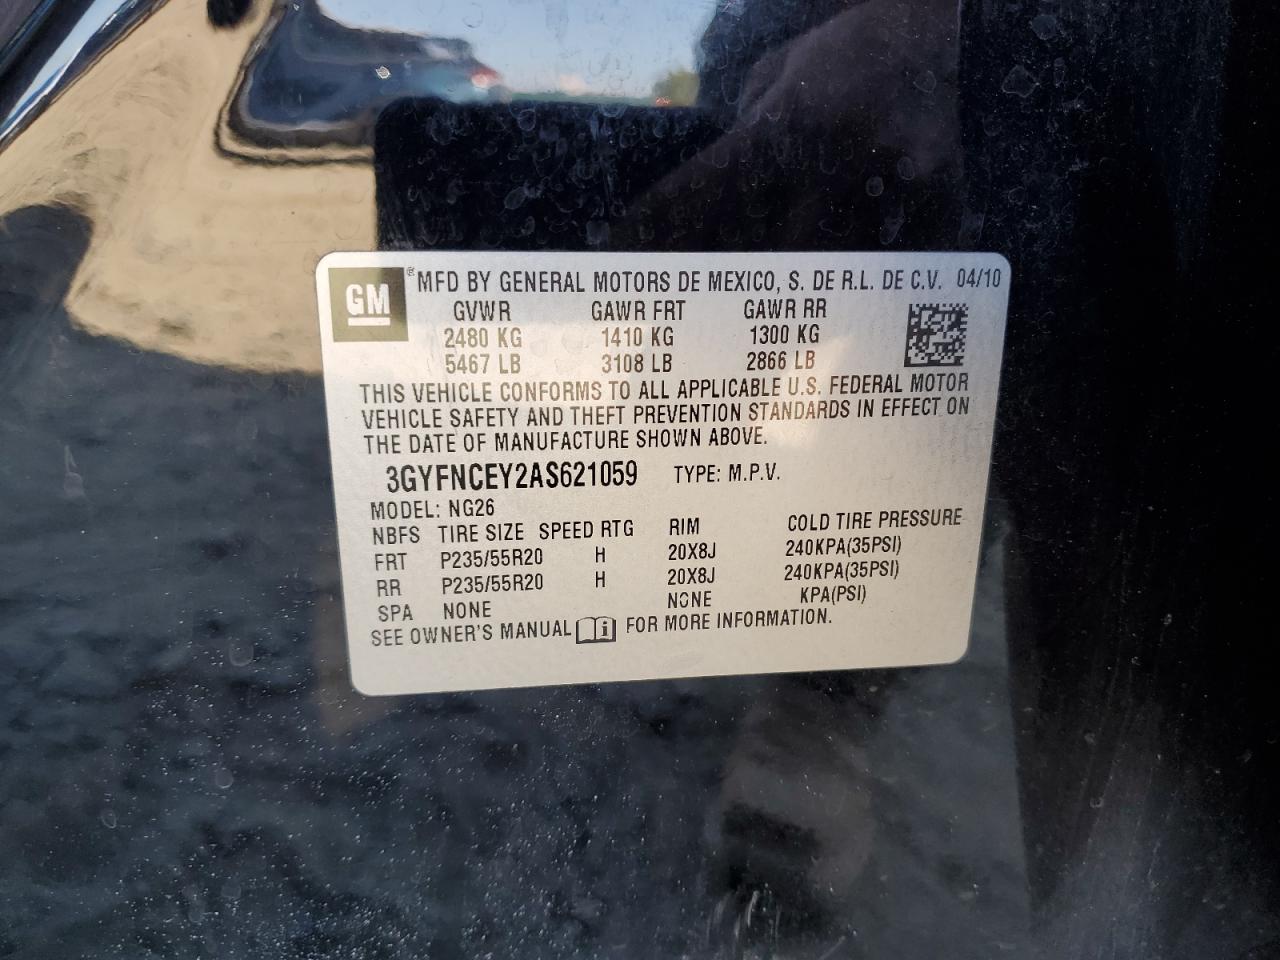 GM ® MFD BY GENERAL MOTORS DE MEXICO, S. DE R.L. DE C.V. 04/10
GVWR GAWR FRT GAWR RR
2480 KG 1410 KG 1300 KG
5467 LB 3108 LB 2866 LB
THIS VEHICLE CONFORMS TO ALL APPLICABLE U.S. FEDERAL MOTOR
VEHICLE SAFETY AND THEFT PREVENTION STANDARDS IN EFFECT ON
THE DATE OF MANUFACTURE SHOWN ABOVE.
3GYFNCEY2AS621059 TYPE: M.P.V.
MODEL: NG26
NBFS TIRE SIZE SPEED RTG RIM COLD TIRE PRESSURE
FRT P235/55R20 H 20X8J 240KPA(35PSI)
RR P235/55R20 H 20X8J 240KPA(35PSI)
SPA NONE NONE KPA(PSI)
SEE OWNER'S MANUAL i FOR MORE INFORMATION.